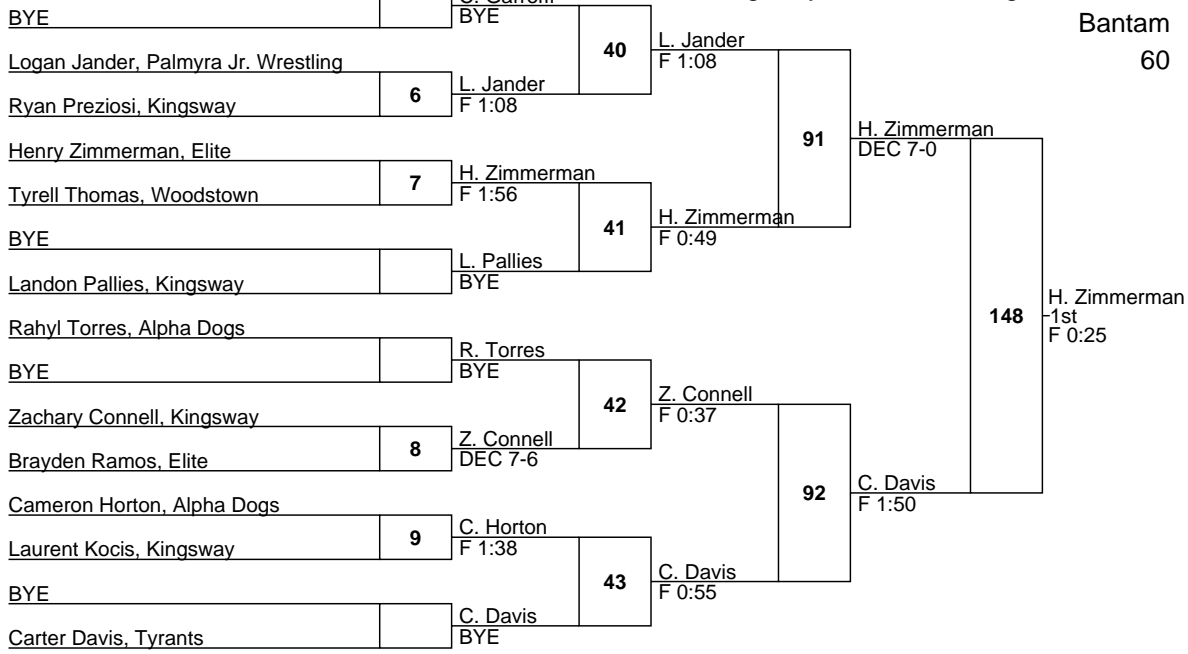 BYE
BYE
Bantam
60
Logan Jander, Palmyra Jr. Wrestling
6
Ryan Preziosi, Kingsway
L. Jander
F 1:08
40
L. Jander
F 1:08
Henry Zimmerman, Elite
7
Tyrell Thomas, Woodstown
H. Zimmerman
F 1:56
BYE
Landon Pallies, Kingsway
L. Pallies
BYE
41
H. Zimmerman
F 0:49
91
H. Zimmerman
DEC 7-0
Rahyl Torres, Alpha Dogs
BYE
R. Torres
BYE
Zachary Connell, Kingsway
8
Brayden Ramos, Elite
Z. Connell
DEC 7-6
42
Z. Connell
F 0:37
Cameron Horton, Alpha Dogs
9
Laurent Kocis, Kingsway
C. Horton
F 1:38
BYE
Carter Davis, Tyrants
C. Davis
BYE
43
C. Davis
F 0:55
92
C. Davis
F 1:50
148
H. Zimmerman
1st
F 0:25